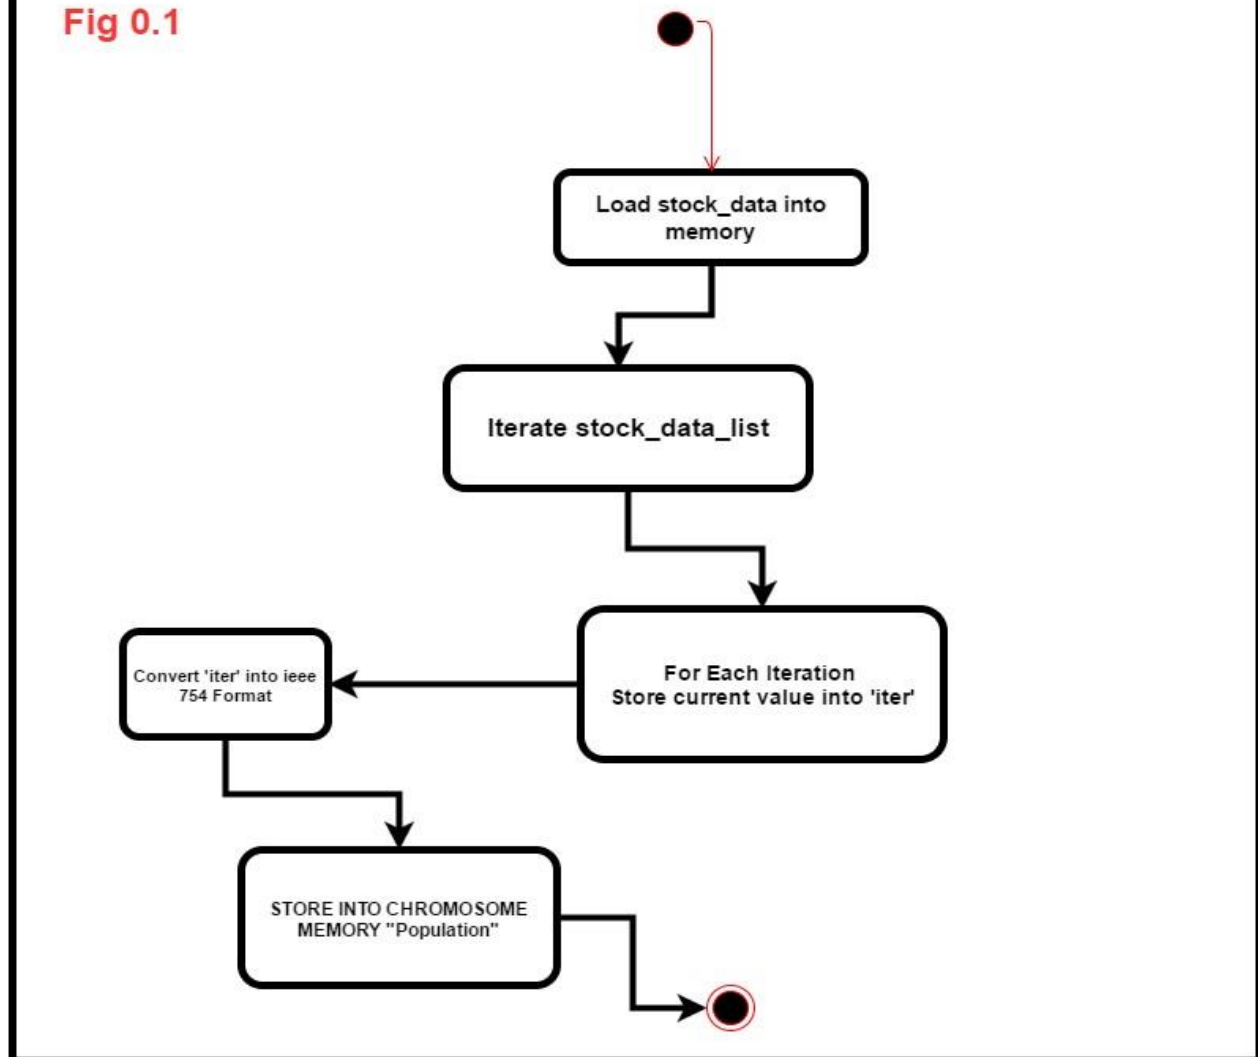 Fig 0.1
Load stock_data into
memory
Iterate stock_data_list
For Each Iteration
Store current value into 'iter'
Convert 'iter' into ieee
754 Format
STORE INTO CHROMOSOME
MEMORY "Population"